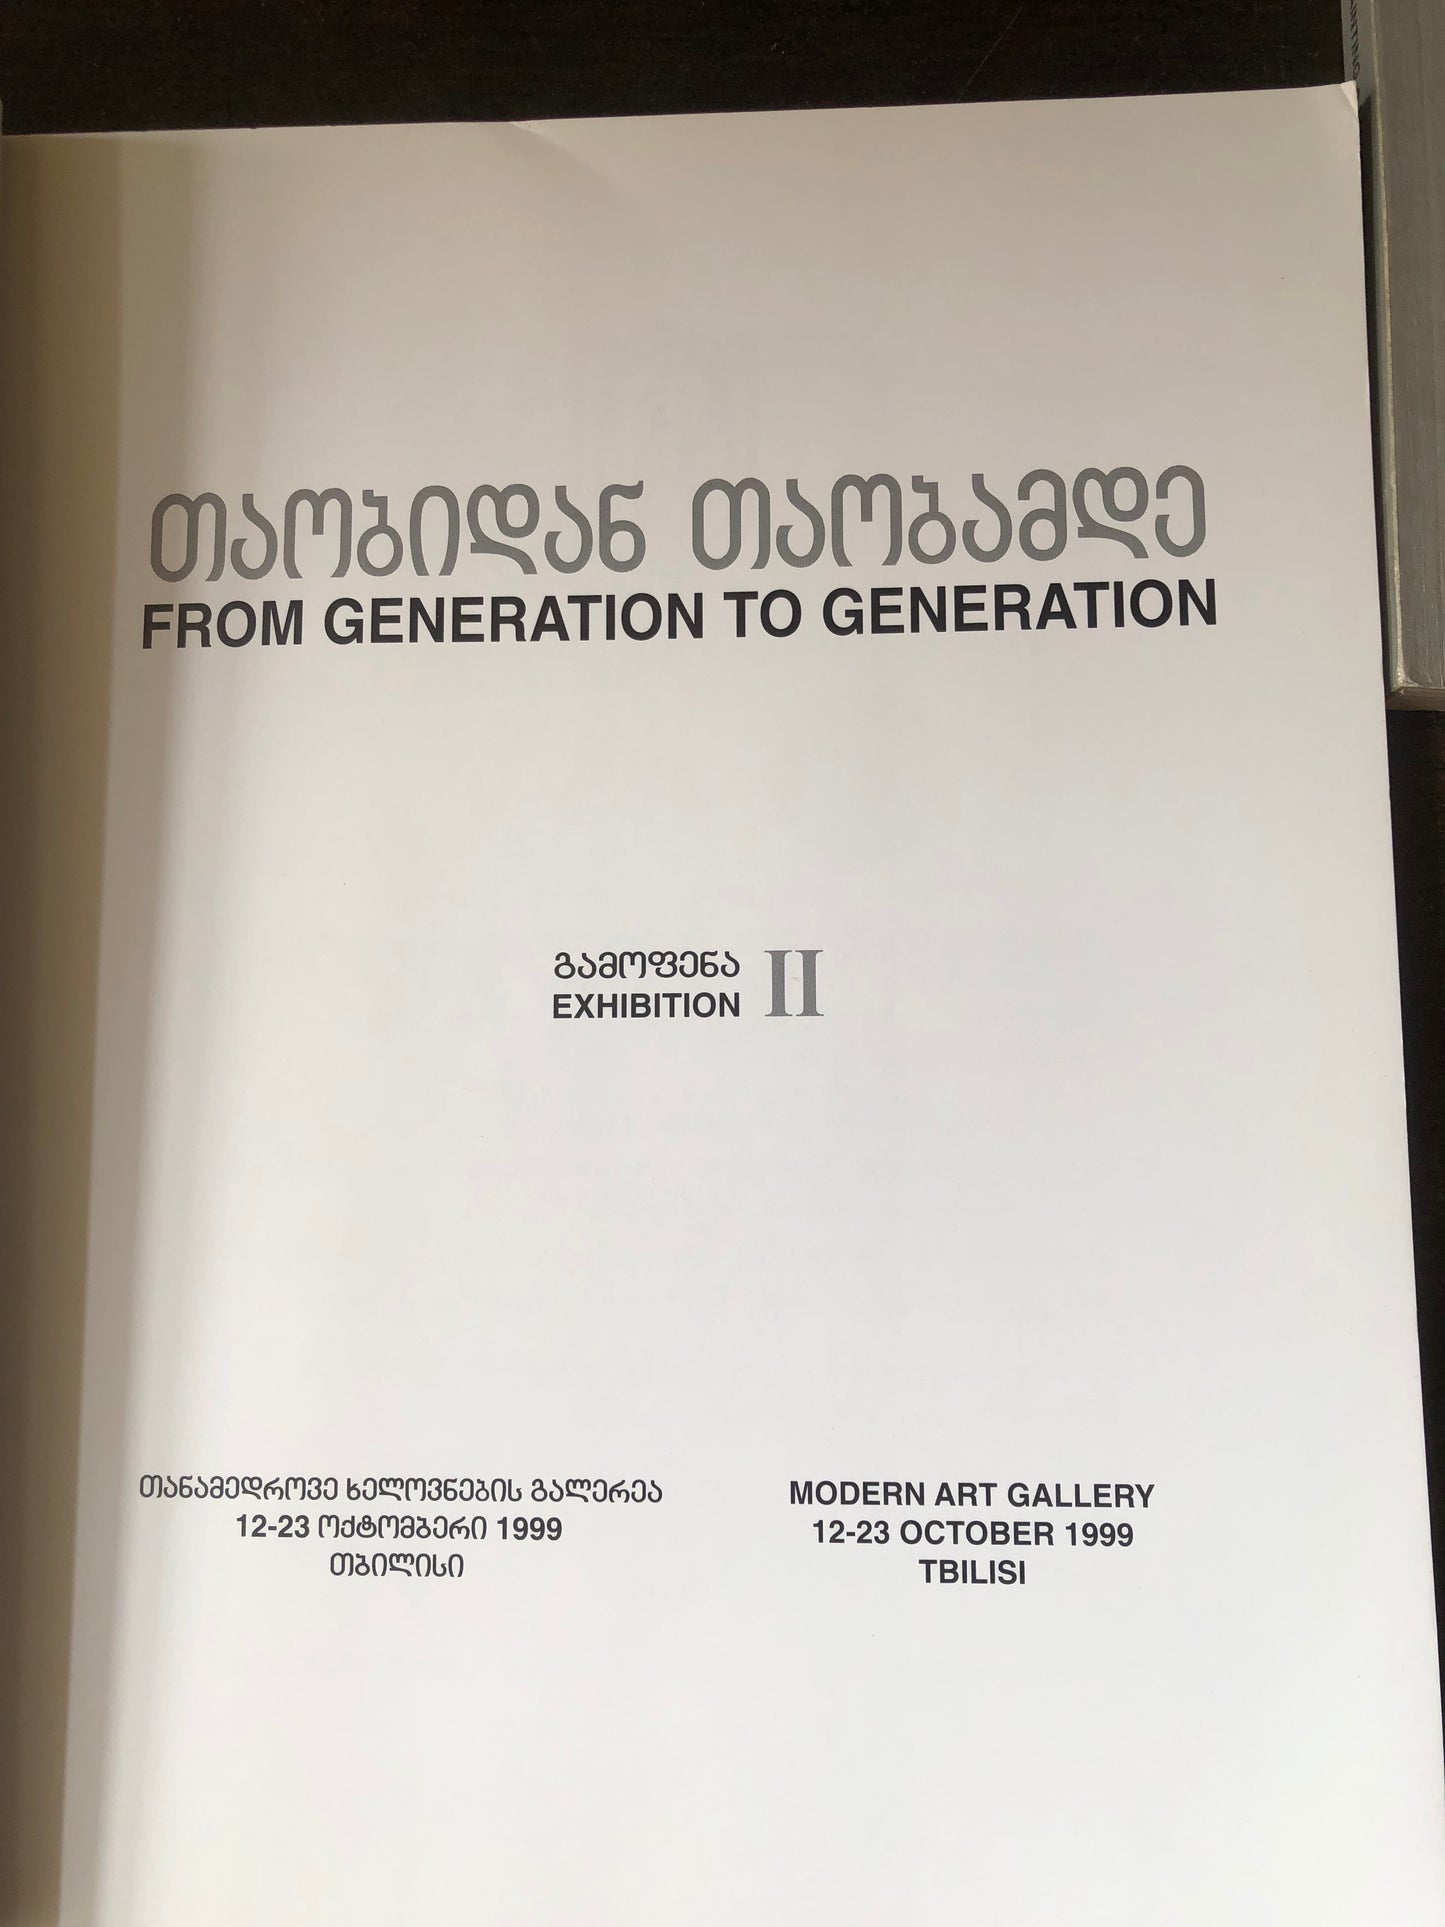 თაობიდან თაობამდე
FROM GENERATION TO GENERATION
გამოფენა II
EXHIBITION
თანამედროვე ხელოვნების გალერეა
12-23 ოქტომბერი 1999
თბილისი
MODERN ART GALLERY
12-23 OCTOBER 1999
TBILISI